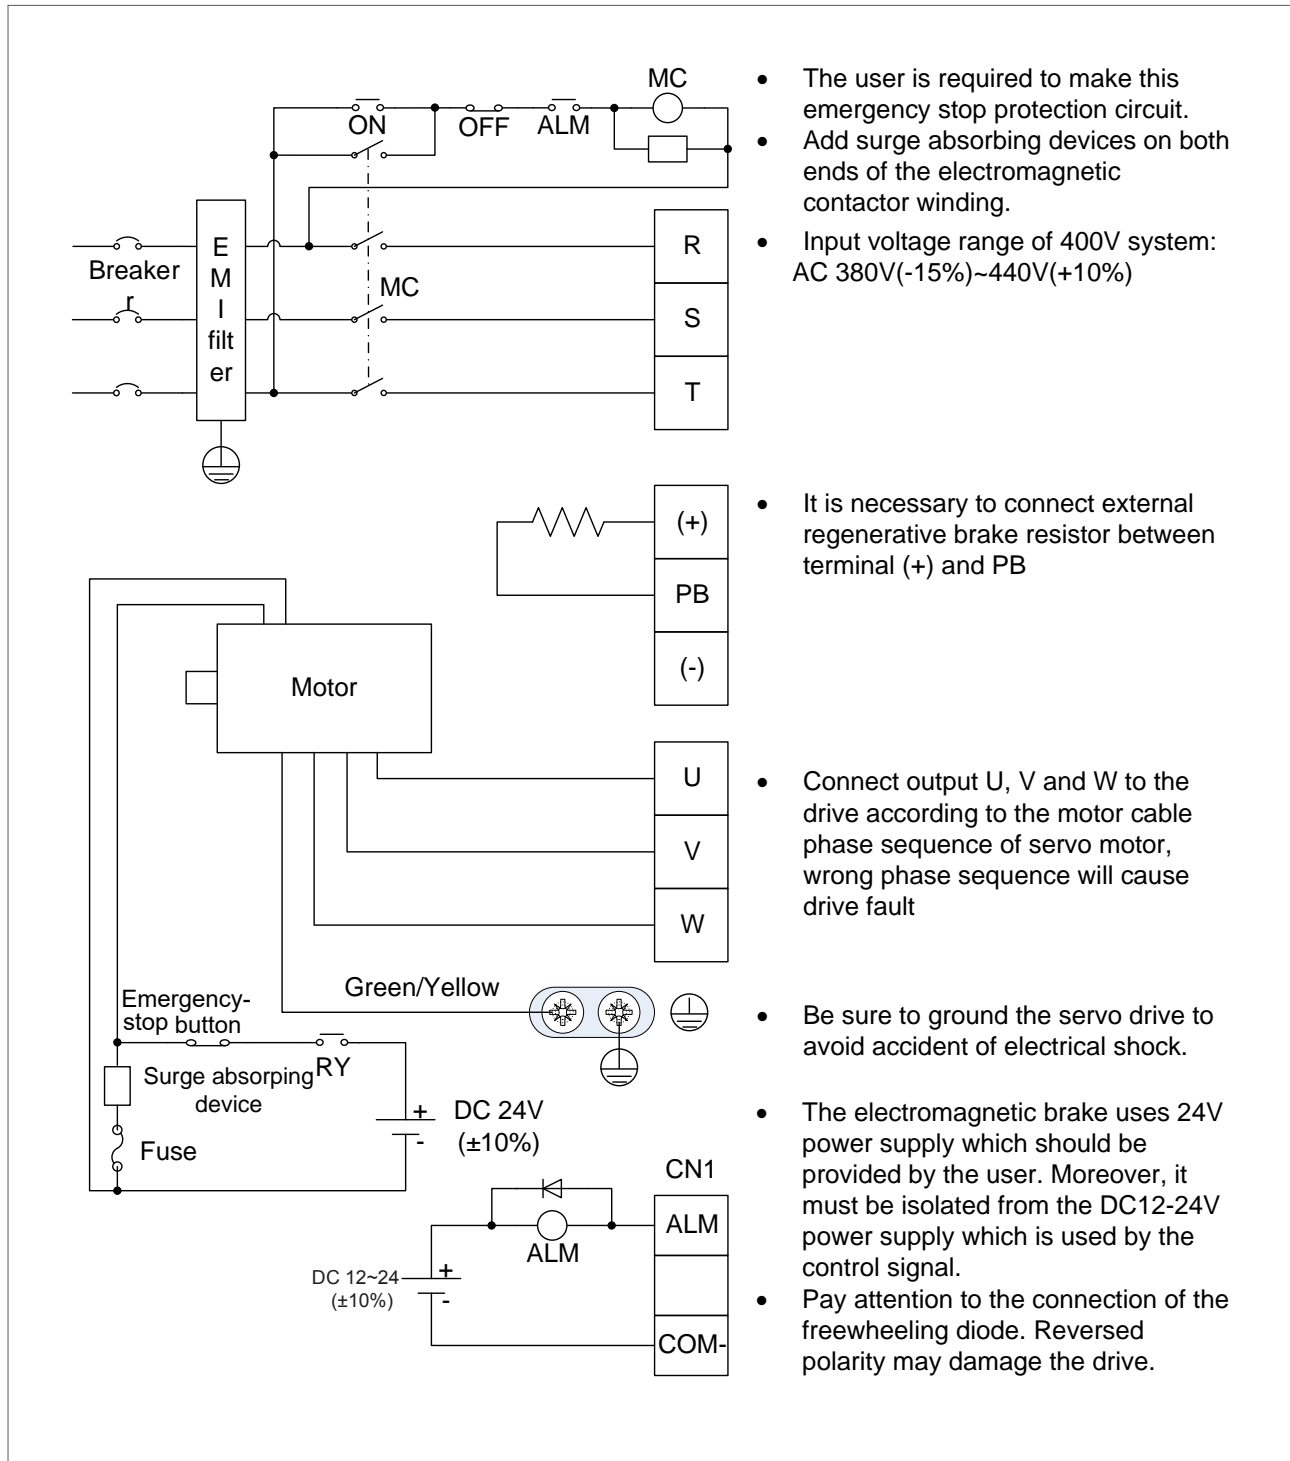 MC
ON
OFF
ALM
• The user is required to make this
emergency stop protection circuit.
• Add surge absorbing devices on both
ends of the electromagnetic
contactor winding.
Breaker
r
E
M
I
filt
er
MC
R
S
T
• Input voltage range of 400V system:
AC 380V(-15%)~440V(+10%)
(+)
PB
(-)
• It is necessary to connect external
regenerative brake resistor between
terminal (+) and PB
Motor
U
V
W
• Connect output U, V and W to the
drive according to the motor cable
phase sequence of servo motor,
wrong phase sequence will cause
drive fault
Green/Yellow
• Be sure to ground the servo drive to
avoid accident of electrical shock.
Emergency-
stop button
RY
Surge absorping
device
Fuse
+
-
DC 24V
(±10%)
• The electromagnetic brake uses 24V
power supply which should be
provided by the user. Moreover, it
must be isolated from the DC12-24V
power supply which is used by the
control signal.
• Pay attention to the connection of the
freewheeling diode. Reversed
polarity may damage the drive.
CN1
ALM
ALM
DC 12~24
(±10%)
+
-
COM-